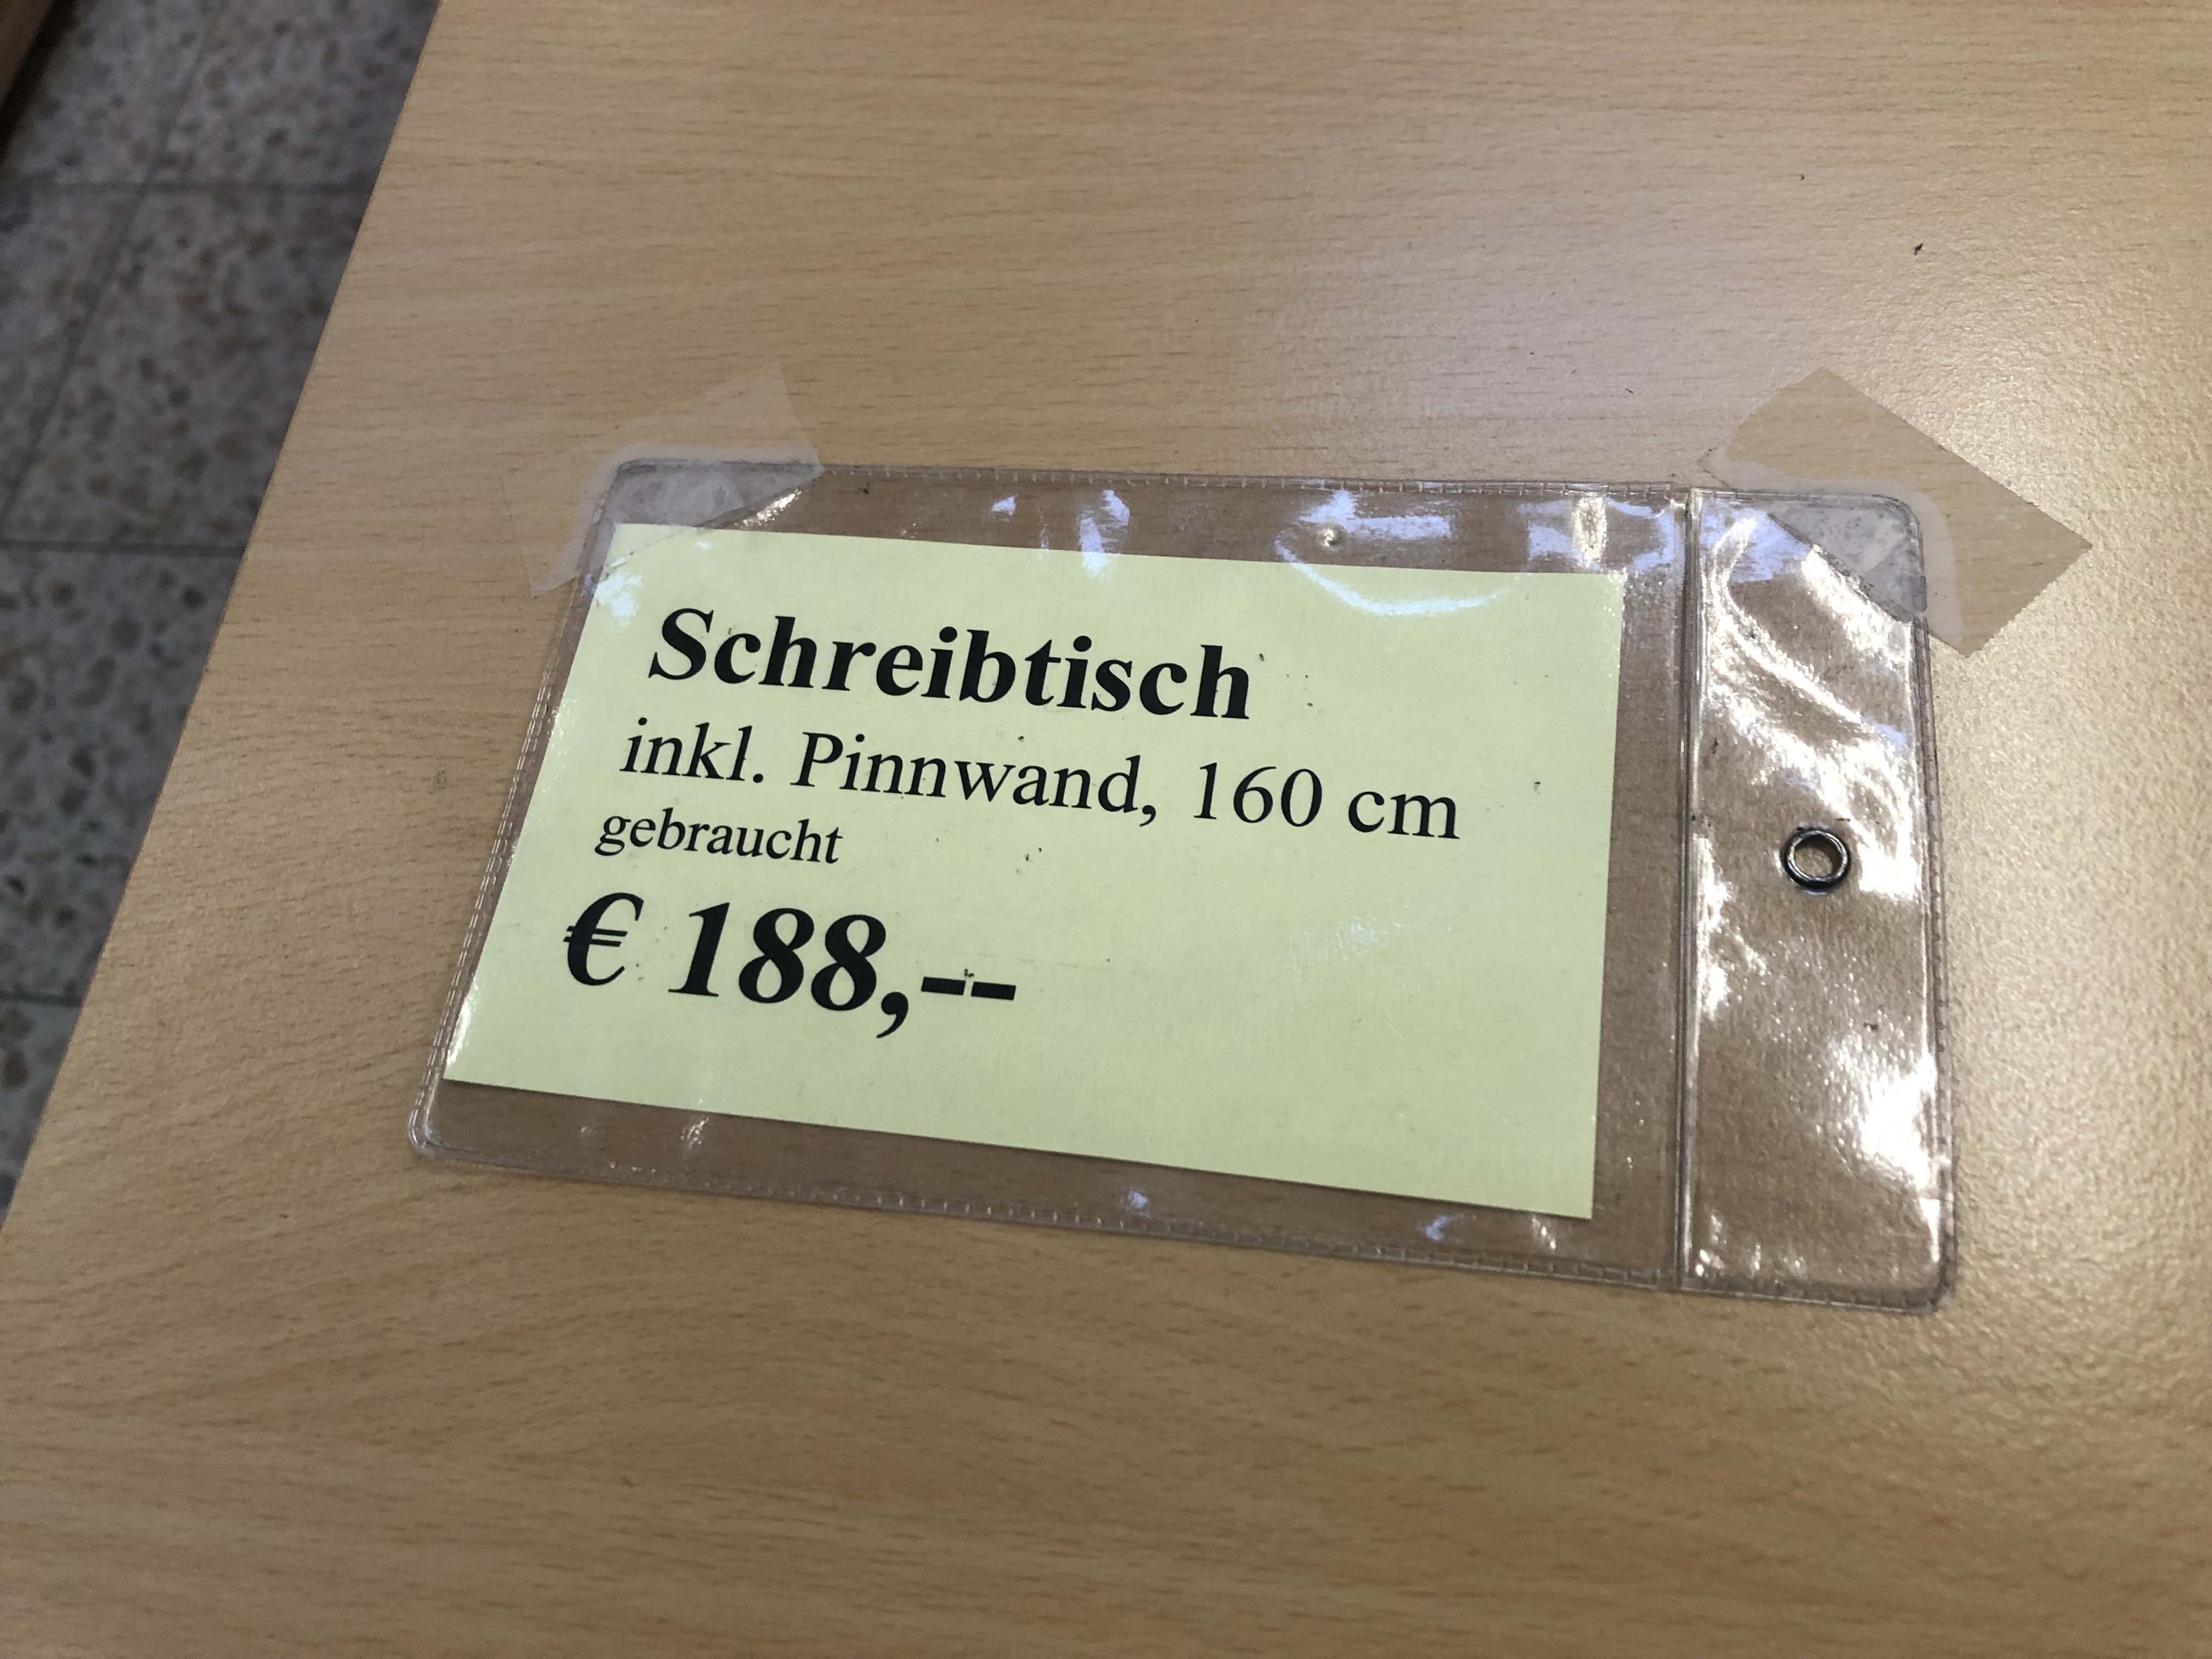 Schreibtisch
inkl. Pinnwand, 160 cm
gebraucht
€ 188,--